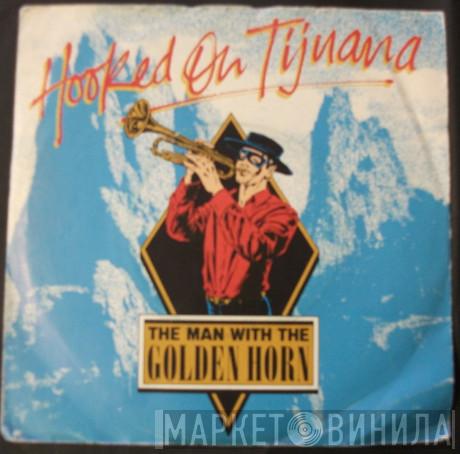 Hooked On Tijuana
THE MAN WITH THE
GOLDEN HORN
МАРКЕТ ВИНИЛА